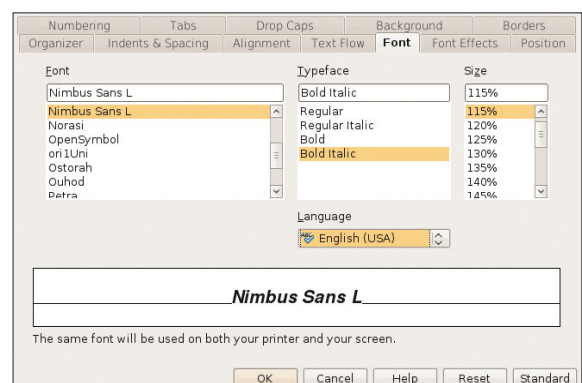 Numbering Tabs Drop Caps Background Borders
Organizer Indents & Spacing Alignment Text Flow Font Font Effects Position
Font Typeface Size
Nimbus Sans L Bold Italic 115%
Nimbus Sans L Regular 115%
Norasi Regular Italic 120%
OpenSymbol Bold 125%
ori1Uni Bold Italic 130%
Ostorah 135%
Ouhod 140%
Petra 145%
Language
English (USA)
Nimbus Sans L
The same font will be used on both your printer and your screen.
OK Cancel Help Reset Standard